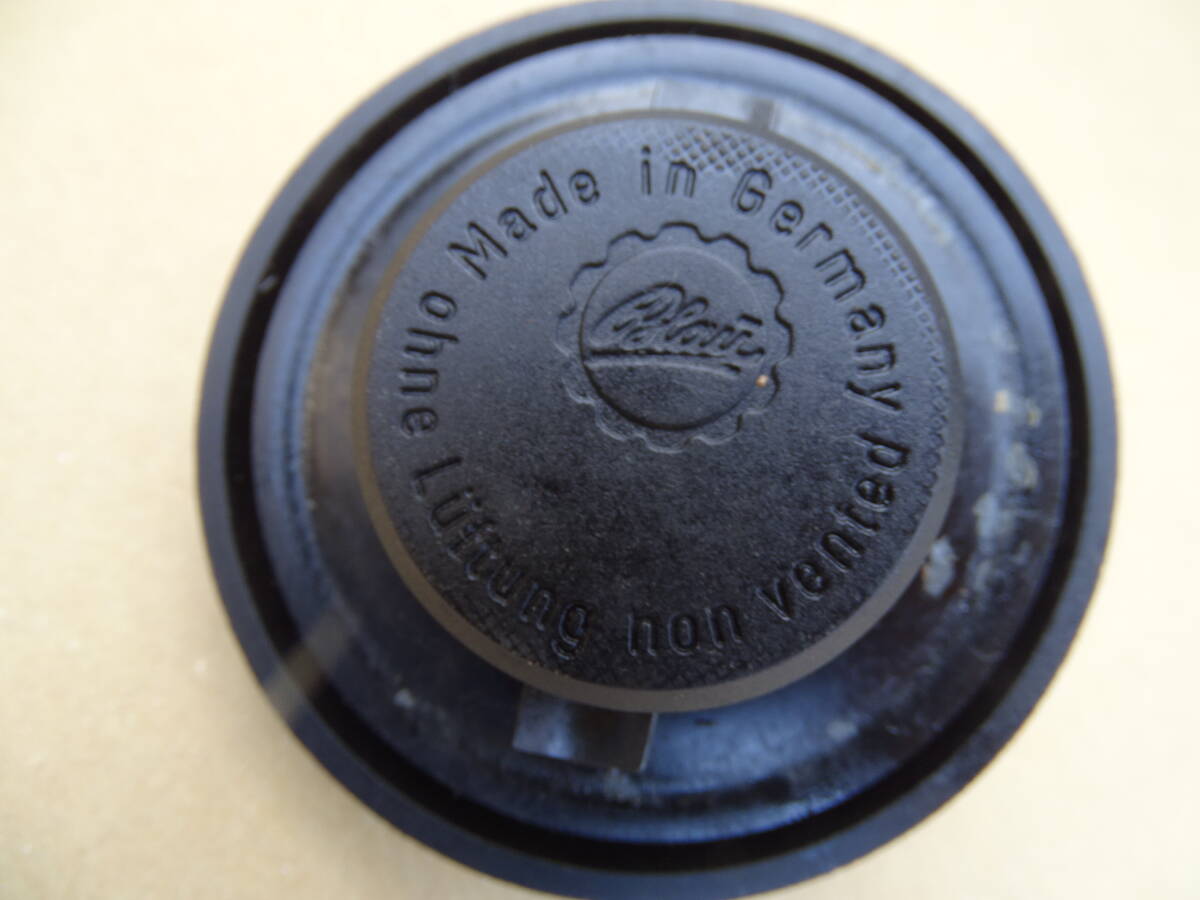 Made in Germany
non vented
ohne Lüftung
Blau